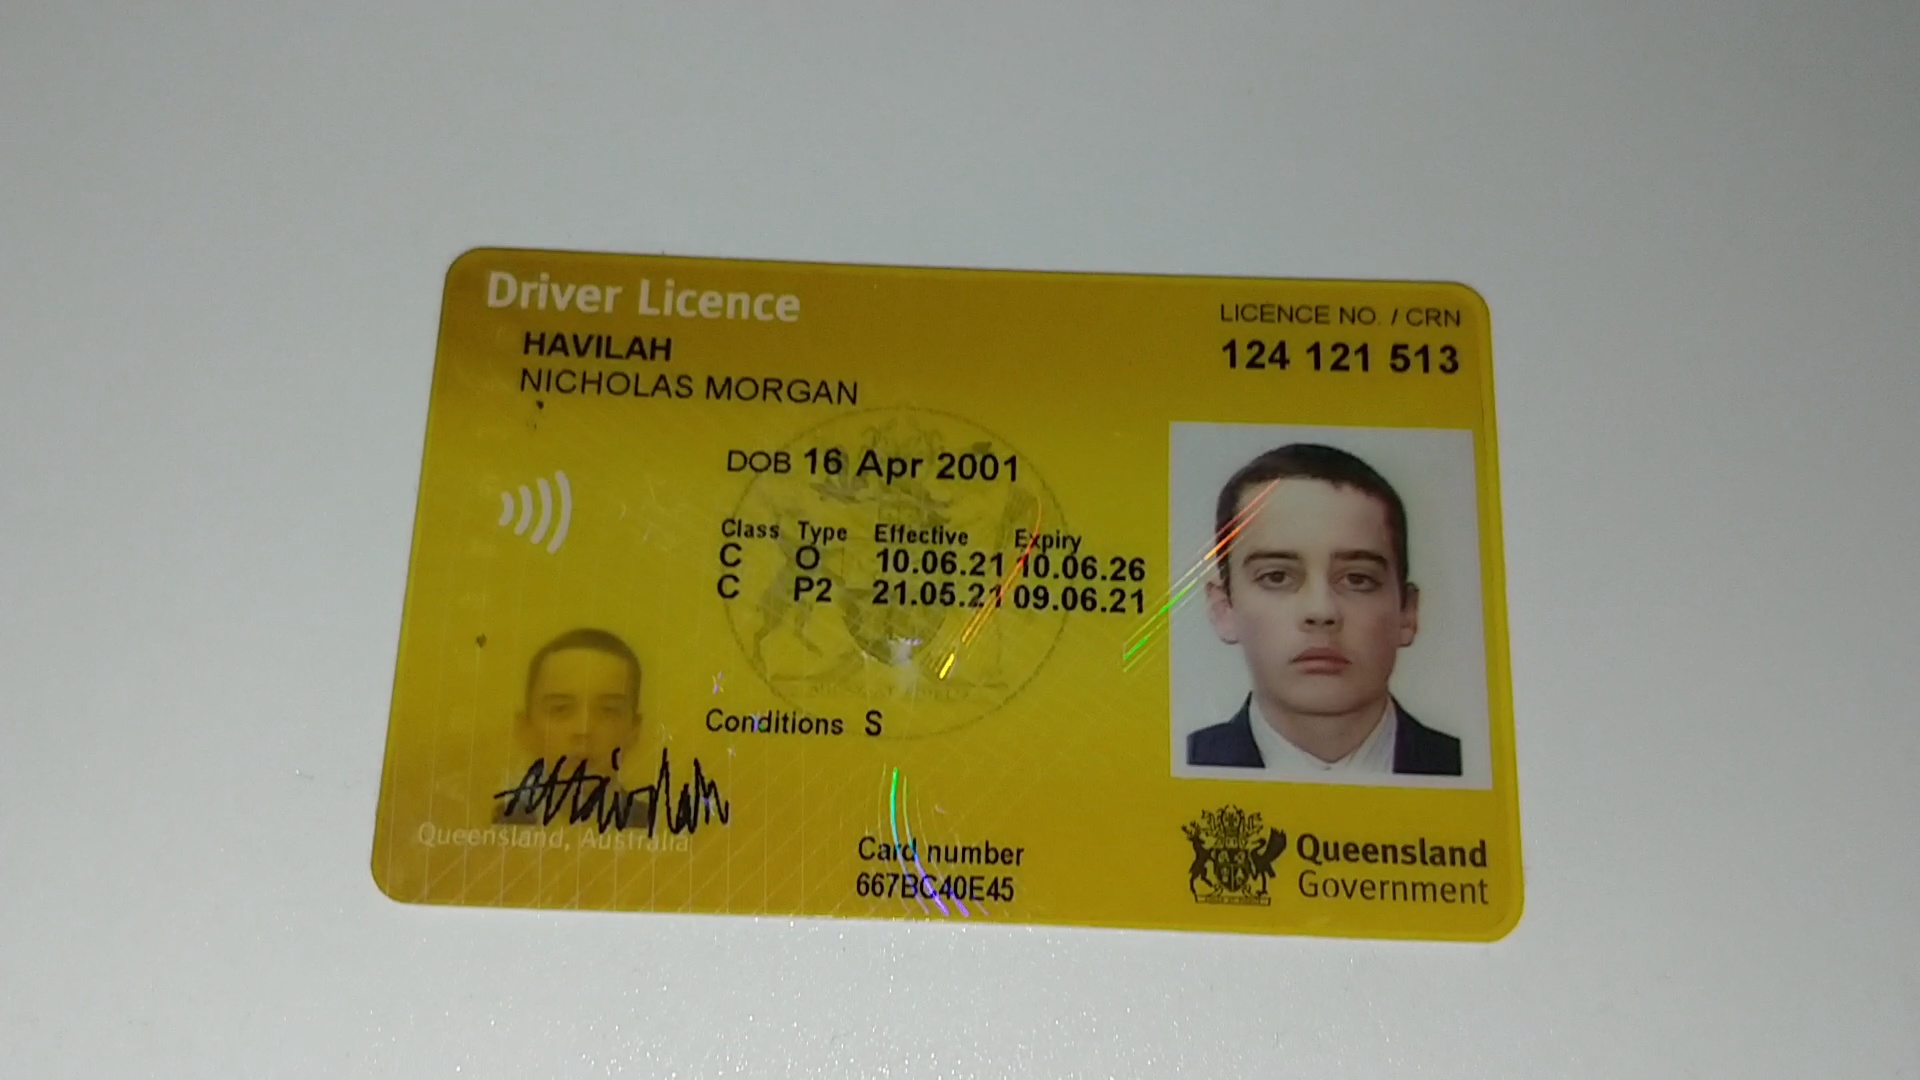 Driver Licence
HAVILAH
NICHOLAS MORGAN
LICENCE NO. / CRN
124 121 513
DOB 16 Apr 2001
Class Type Effective Expiry
C O 10.06.21 10.06.26
C P2 21.05.21 09.06.21
Conditions S
Havilah
Queensland, Australia
Card number
667BC40E45
Queensland
Government